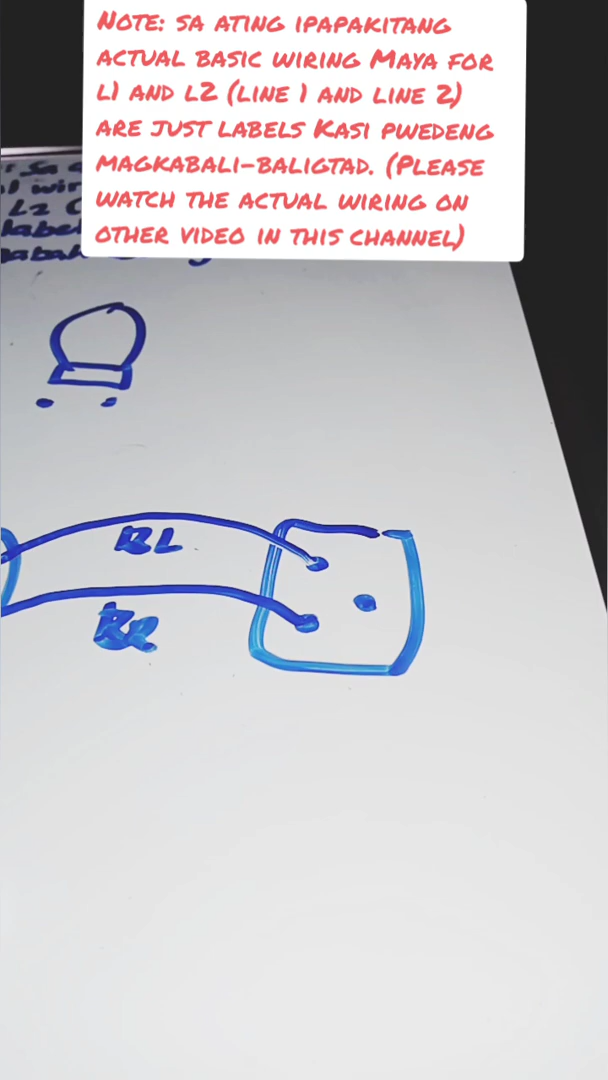 Note: sa ating ipapakitang
actual basic wiring Maya for
L1 and L2 (line 1 and line 2)
are just labels Kasi pwedeng
magkabali-baligtad. (Please
watch the actual wiring on
other video in this channel)
L2
BL